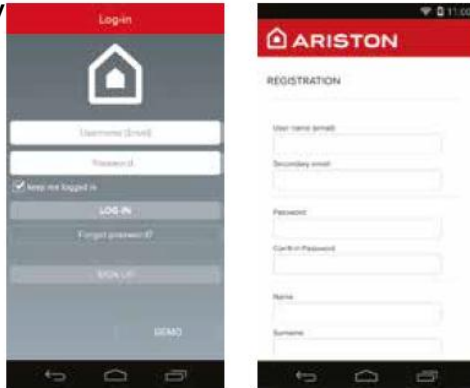 Log-in
Username (Email)
Password
keep me logged in
LOG-IN
Forgot password?
SIGN UP
DEMO
11:00
ARISTON
REGISTRATION
User name (email)
Secondary email
Password
Confirm Password
Name
Surname